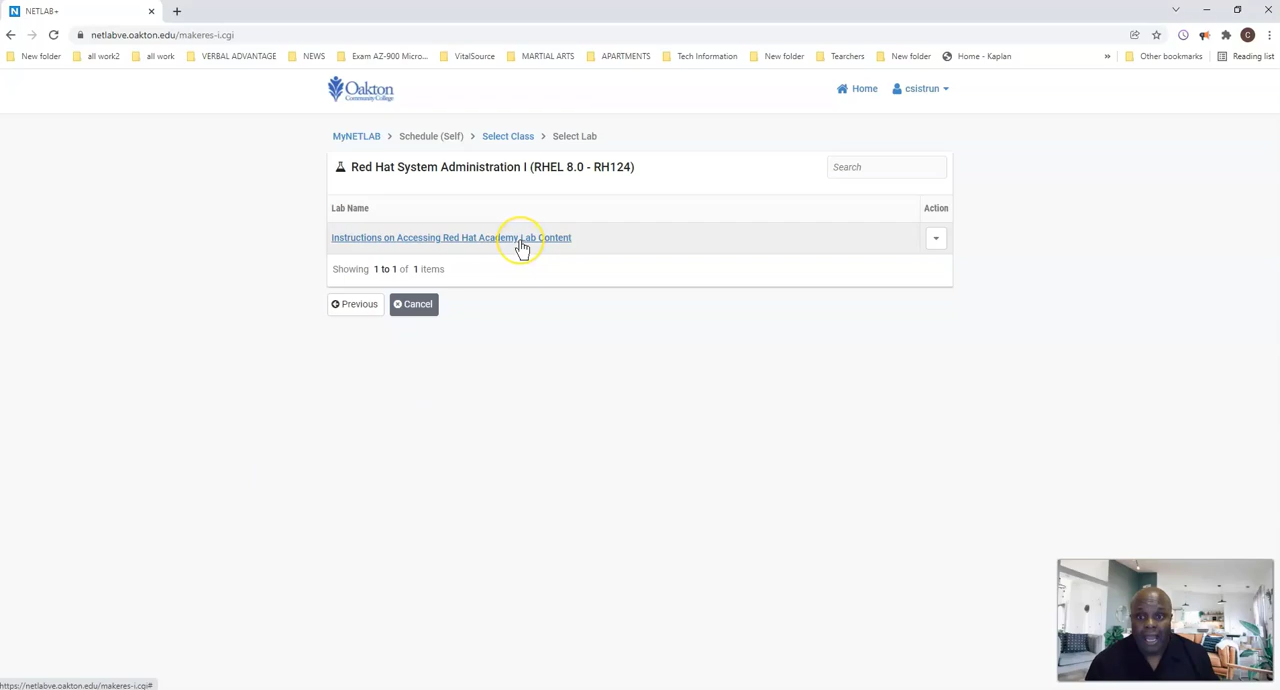 NETLAB+
netlabve.oakton.edu/makeres-i.cgi
New folder all work2 all work VERBAL ADVANTAGE NEWS Exam AZ-900 Micro... VitalSource MARTIAL ARTS APARTMENTS Tech Information New folder Tearchers New folder Home - Kaplan » Other bookmarks Reading list
Oakton
Community College
Home csistrun
MyNETLAB > Schedule (Self) > Select Class > Select Lab
Red Hat System Administration I (RHEL 8.0 - RH124) Search
Lab Name Action
Instructions on Accessing Red Hat Academy Lab Content
Showing 1 to 1 of 1 items
Previous Cancel
https://netlabve.oakton.edu/makeres-i.cgi#